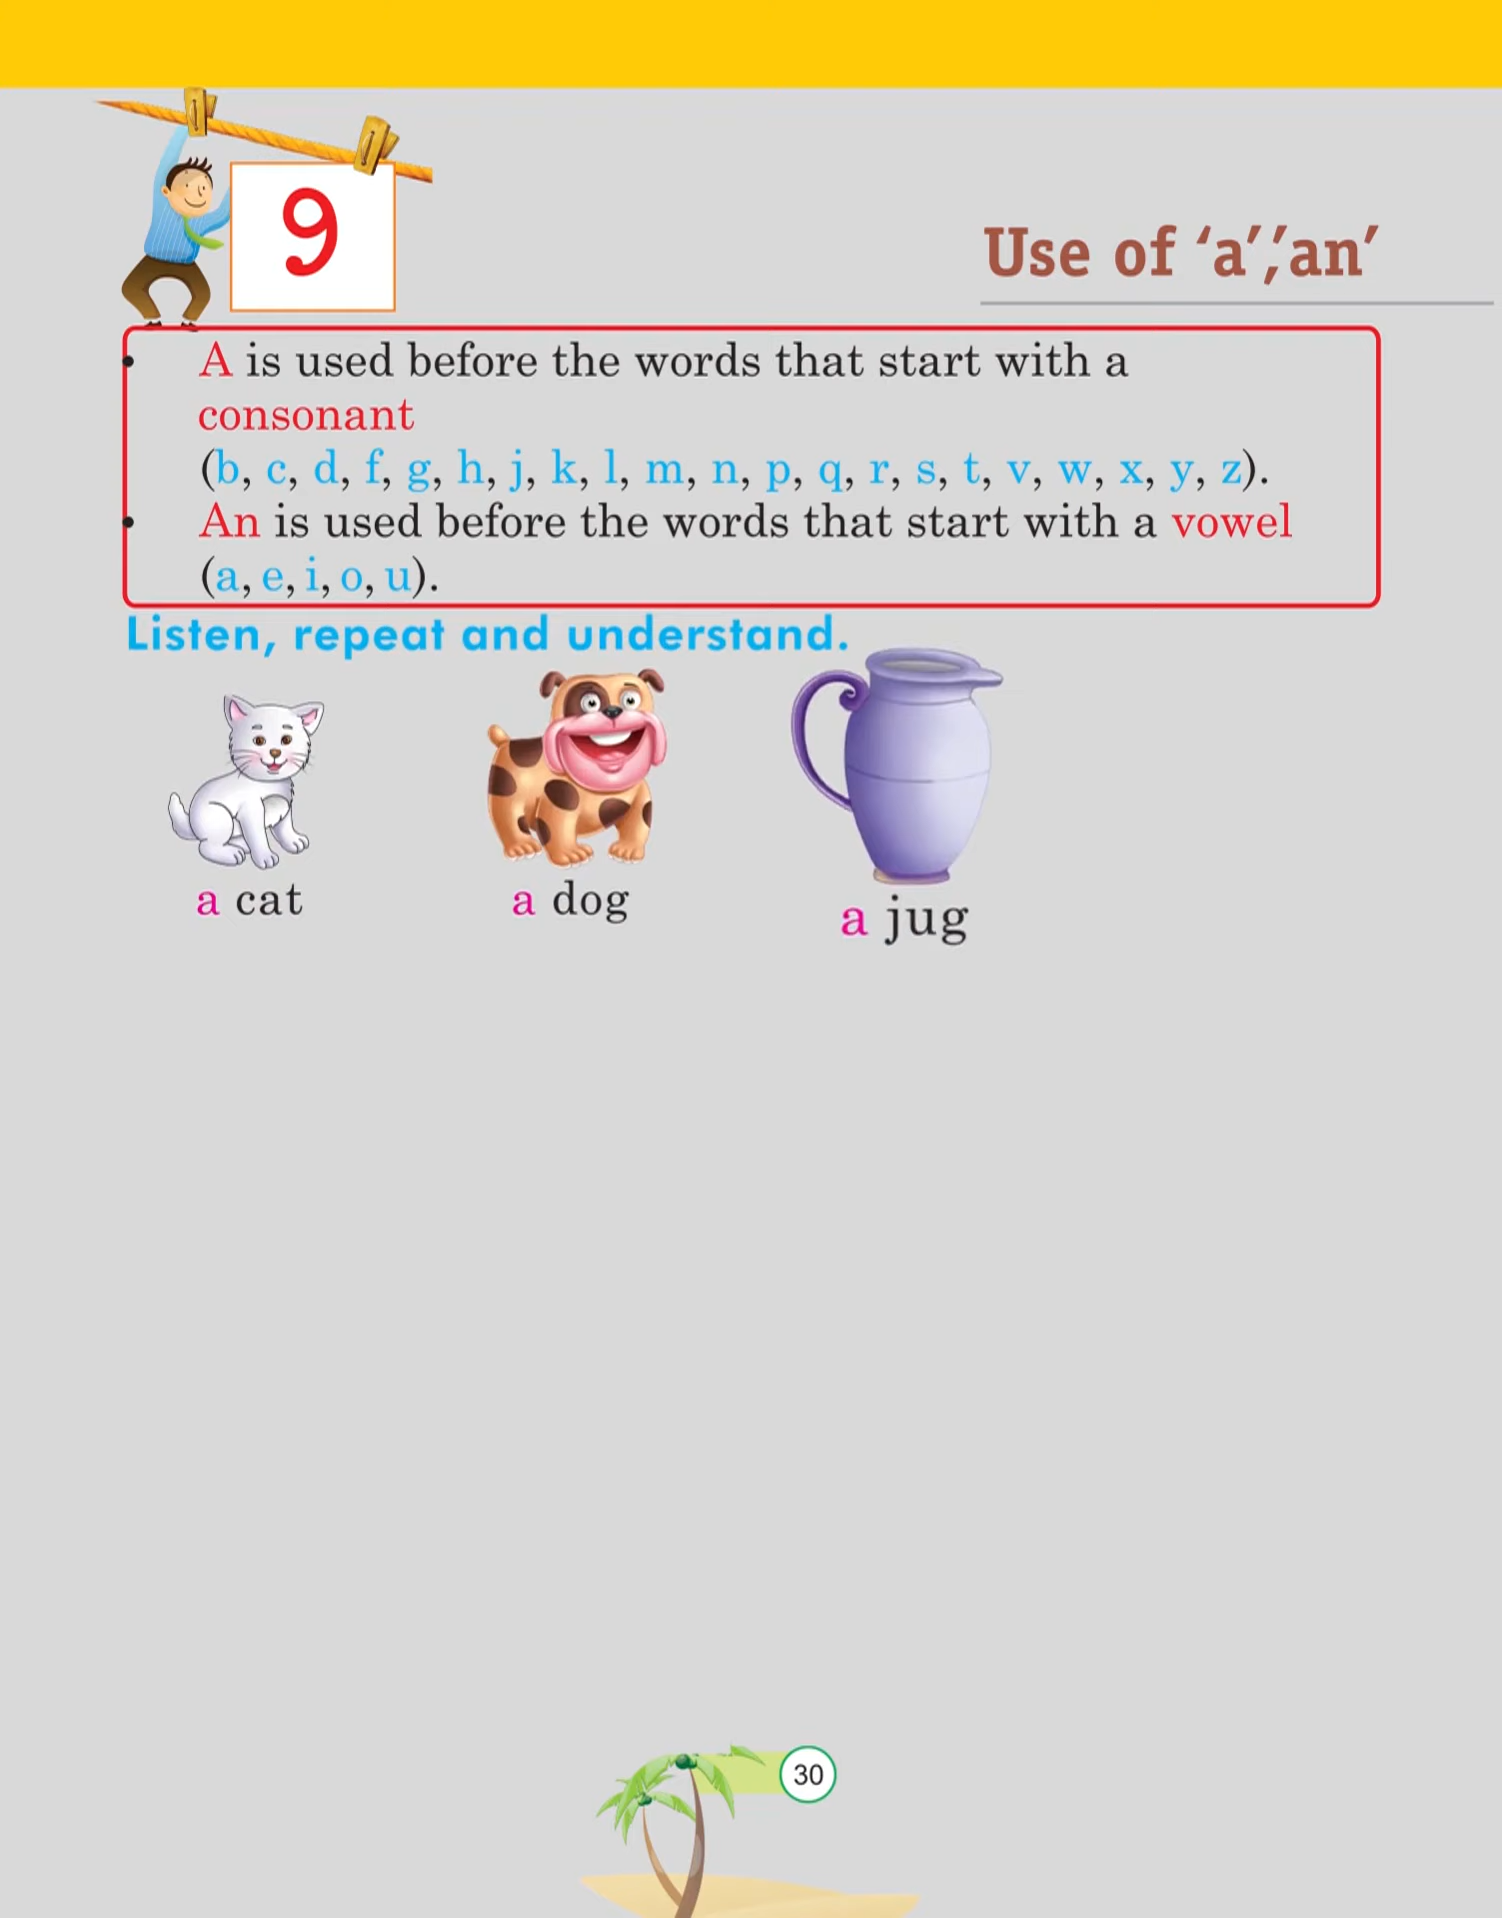 9
Use of ‘a’,’an’
• A is used before the words that start with a
consonant
(b, c, d, f, g, h, j, k, l, m, n, p, q, r, s, t, v, w, x, y, z).
• An is used before the words that start with a vowel
(a, e, i, o, u).
Listen, repeat and understand.
a cat
a dog
a jug
30